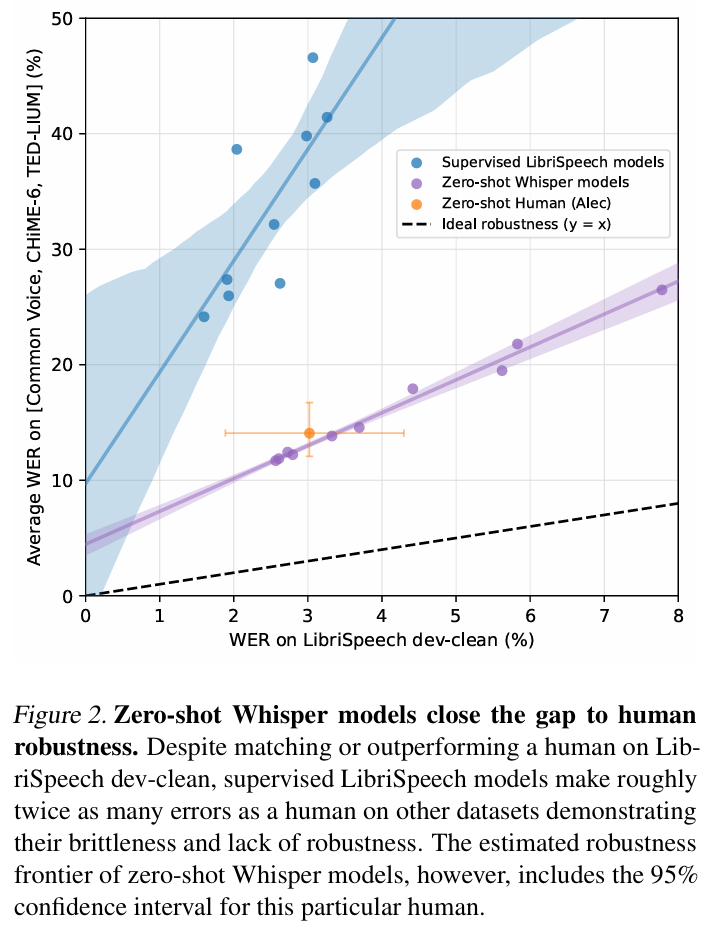 50
40
30
20
10
0
Average WER on [Common Voice, CHiME-6, TED-LIUM] (%)
Supervised LibriSpeech models
Zero-shot Whisper models
Zero-shot Human (Alec)
Ideal robustness (y = x)
0 1 2 3 4 5 6 7 8
WER on LibriSpeech dev-clean (%)
Figure 2. Zero-shot Whisper models close the gap to human
robustness. Despite matching or outperforming a human on Lib-
riSpeech dev-clean, supervised LibriSpeech models make roughly
twice as many errors as a human on other datasets demonstrating
their brittleness and lack of robustness. The estimated robustness
frontier of zero-shot Whisper models, however, includes the 95%
confidence interval for this particular human.